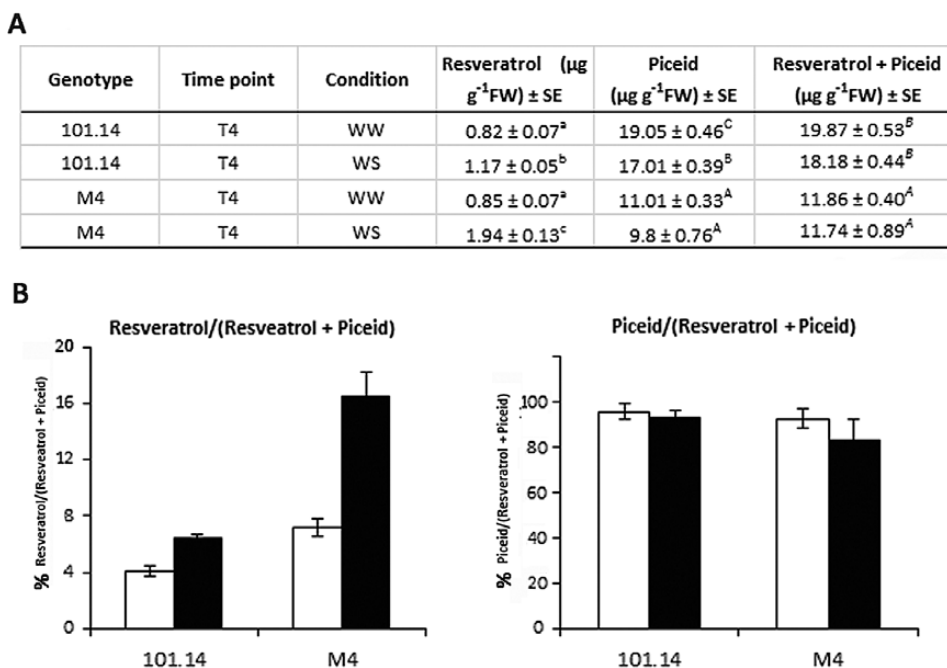 A
Genotype Time point Condition Resveratrol (µg g⁻¹FW) ± SE Piceid (µg g⁻¹FW) ± SE Resveratrol + Piceid (µg g⁻¹FW) ± SE
101.14 T4 WW 0.82 ± 0.07ᵃ 19.05 ± 0.46ᶜ 19.87 ± 0.53ᴮ
101.14 T4 WS 1.17 ± 0.05ᵇ 17.01 ± 0.39ᴮ 18.18 ± 0.44ᴮ
M4 T4 WW 0.85 ± 0.07ᵃ 11.01 ± 0.33ᴬ 11.86 ± 0.40ᴬ
M4 T4 WS 1.94 ± 0.13ᶜ 9.8 ± 0.76ᴬ 11.74 ± 0.89ᴬ
B
Resveratrol/(Resveatrol + Piceid)
% Resveratrol/(Resveatrol + Piceid)
20
16
12
8
4
0
101.14 M4
Piceid/(Resveratrol + Piceid)
% Piceid/(Resveratrol + Piceid)
100
80
60
40
20
0
101.14 M4